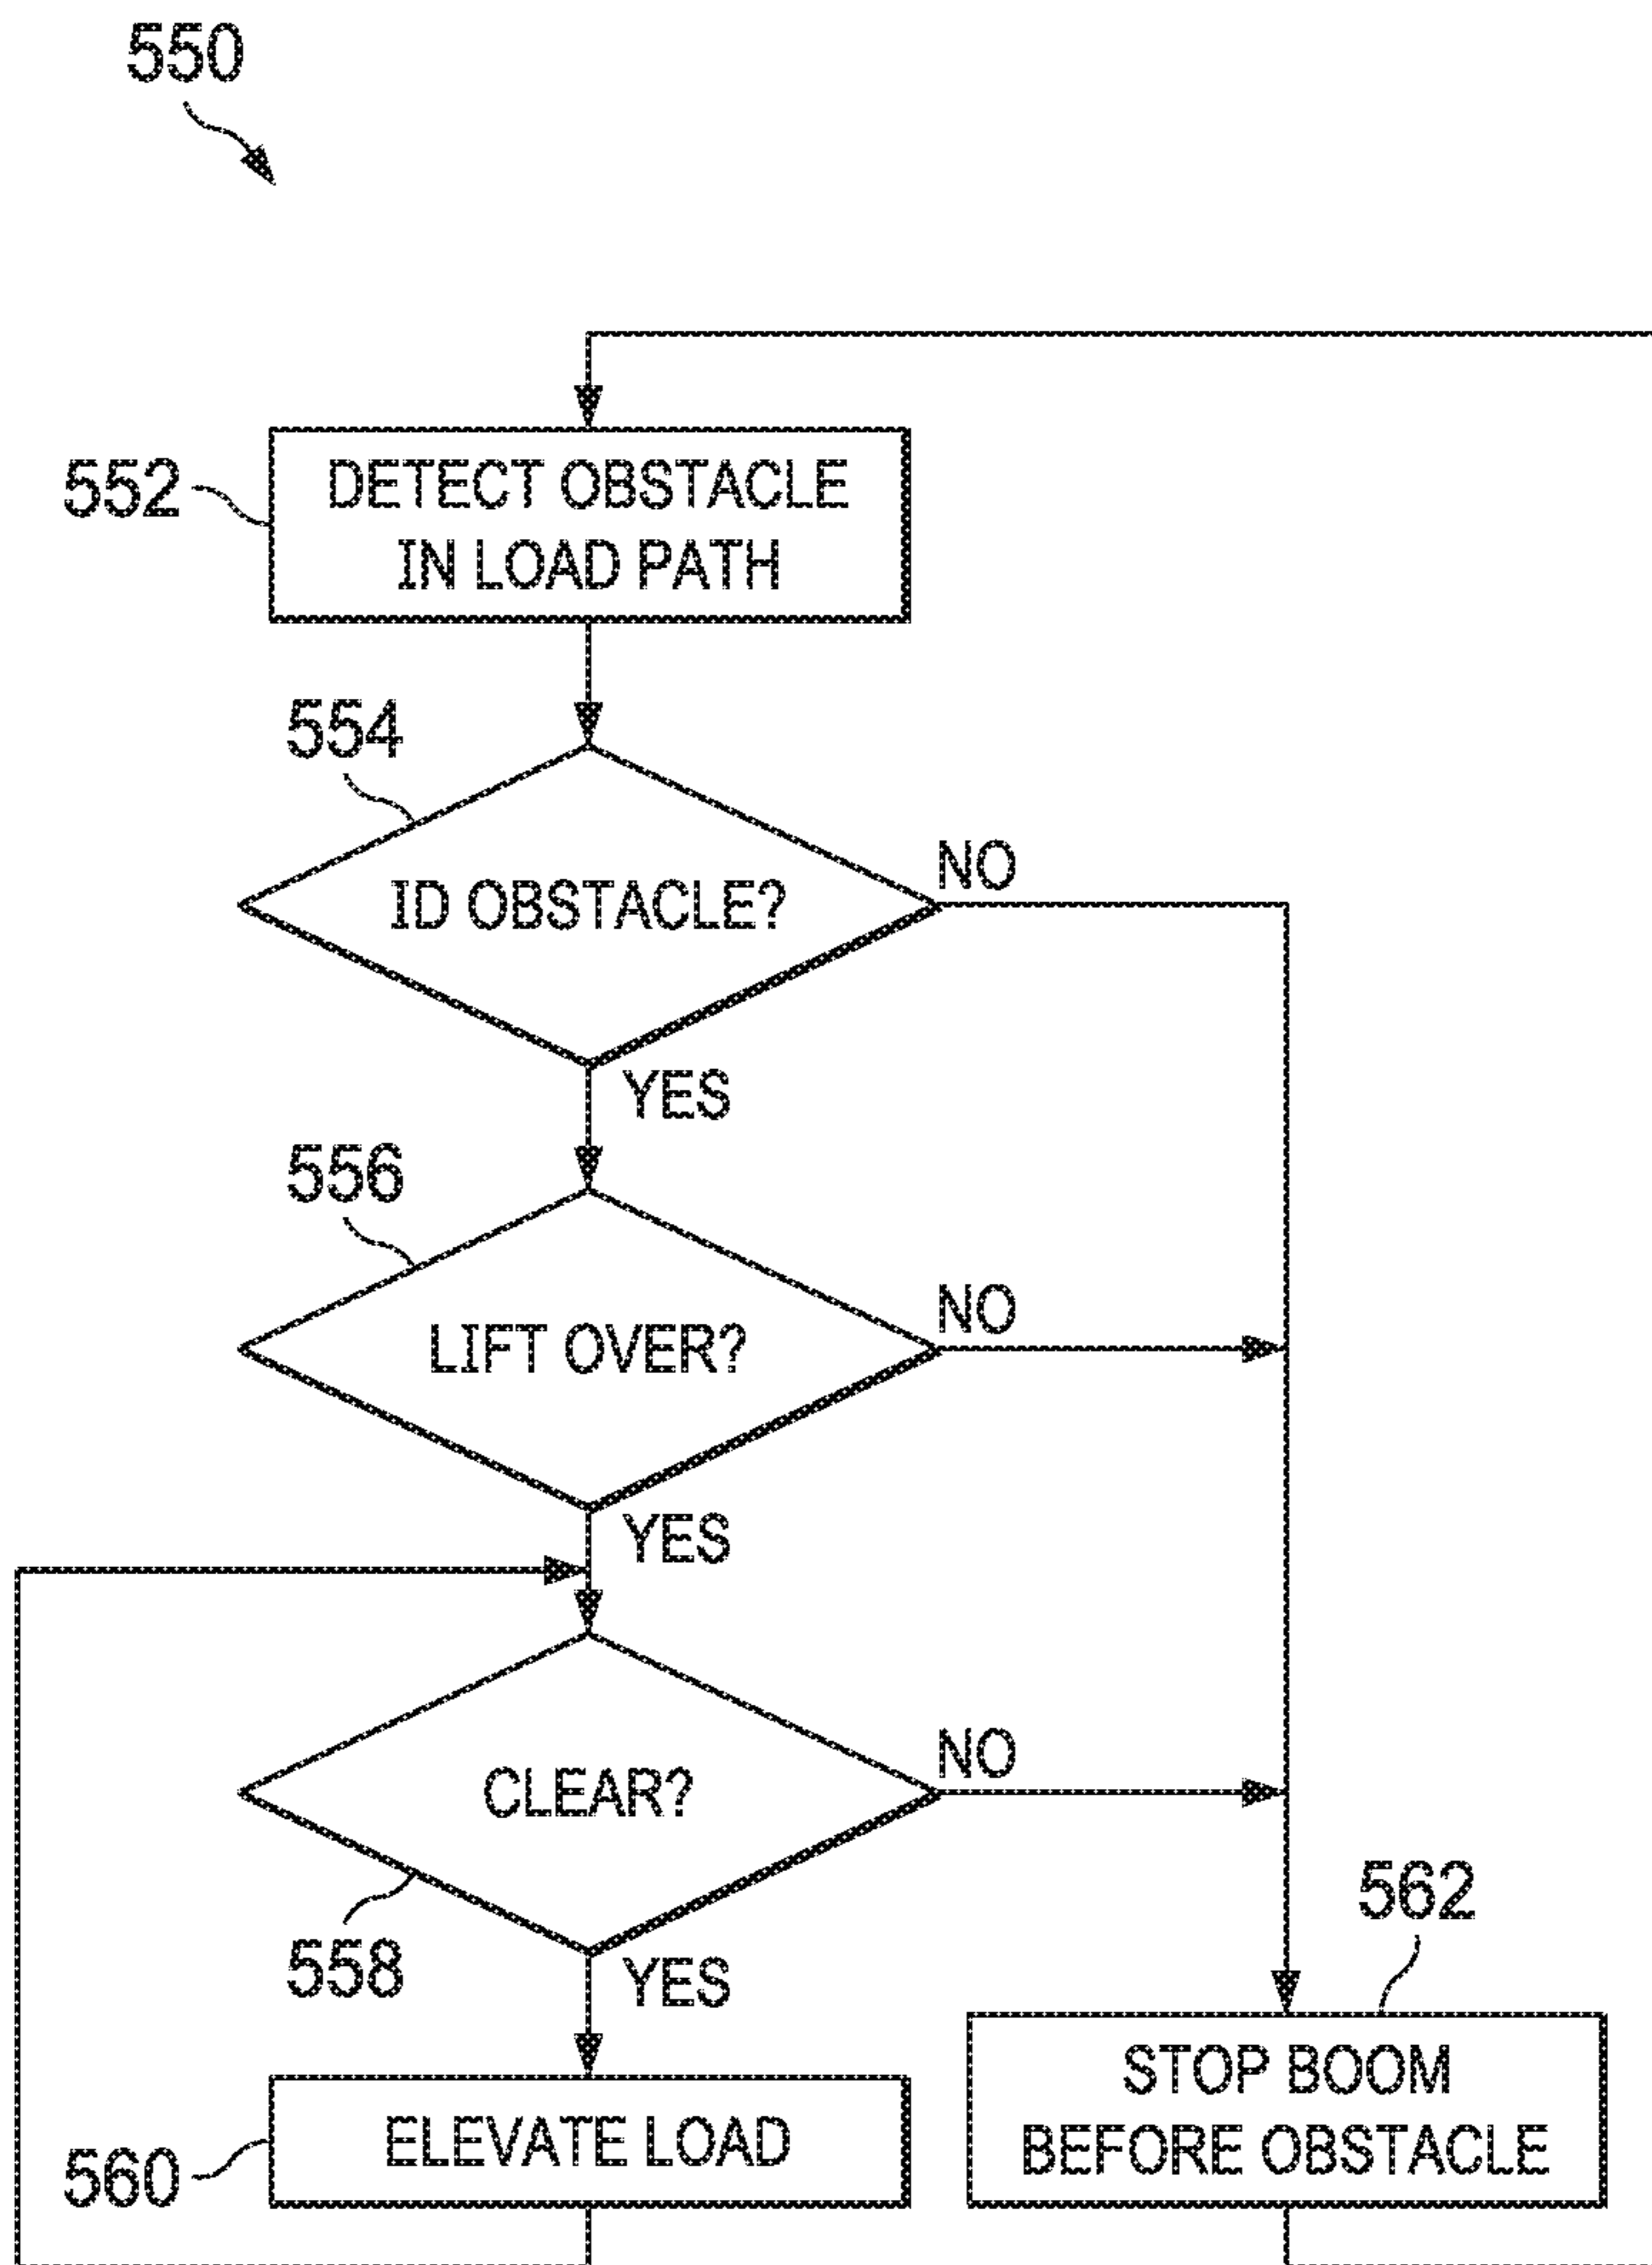 550
552
DETECT OBSTACLE
IN LOAD PATH
554
ID OBSTACLE?
NO
YES
556
LIFT OVER?
NO
YES
CLEAR?
NO
558
YES
562
ELEVATE LOAD
560
STOP BOOM
BEFORE OBSTACLE